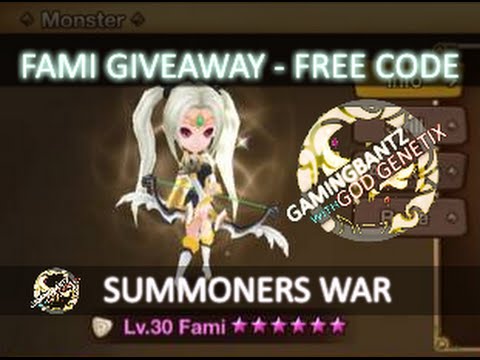 Monster
FAMI GIVEAWAY - FREE CODE
Info
GAMINGBANTZ
WITH GOD GENETIX
SUMMONERS WAR
Lv.30 Fami